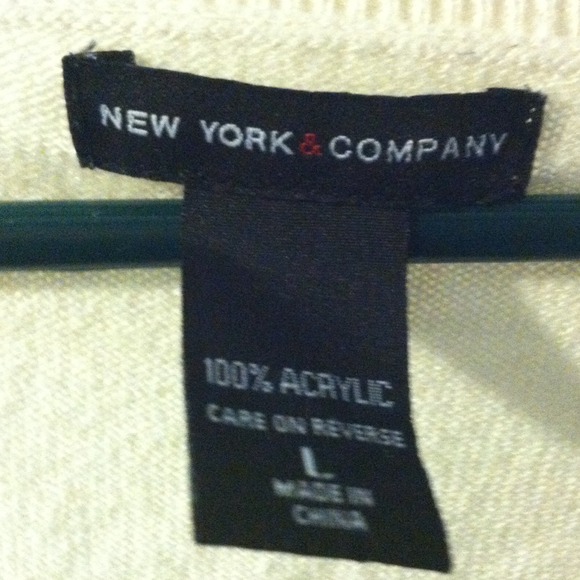 NEW YORK & COMPANY
100% ACRYLIC
CARE ON REVERSE
L
MADE IN
CHINA